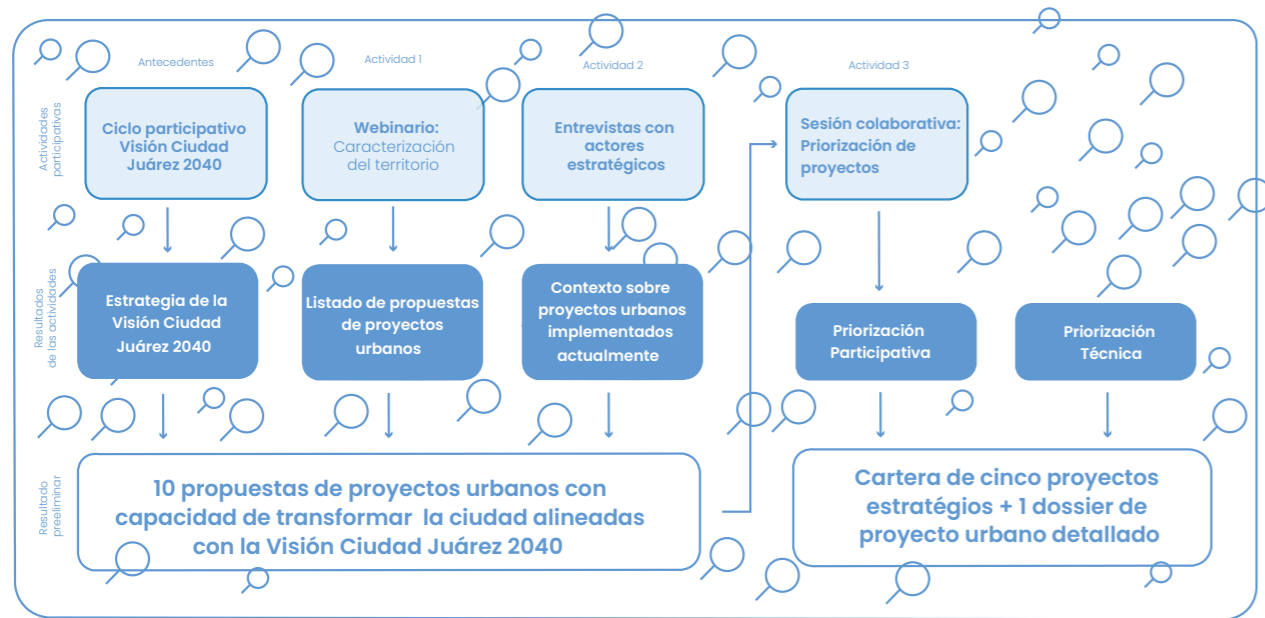 Antecedentes
Actividad 1
Actividad 2
Actividad 3
Actividades
participativas
Ciclo participativo
Visión Ciudad
Juárez 2040
Webinario:
Caracterización
del territorio
Entrevistas con
actores
estratégicos
Sesión colaborativa:
Priorización de
proyectos
Resultados
de las actividades
Estrategia de la
Visión Ciudad
Juárez 2040
Listado de propuestas
de proyectos
urbanos
Contexto sobre
proyectos urbanos
implementados
actualmente
Priorización
Participativa
Priorización
Técnica
Resultado
preeliminar
10 propuestas de proyectos urbanos con
capacidad de transformar la ciudad alineadas
con la Visión Ciudad Juárez 2040
Cartera de cinco proyectos
estratégios + 1 dossier de
proyecto urbano detallado